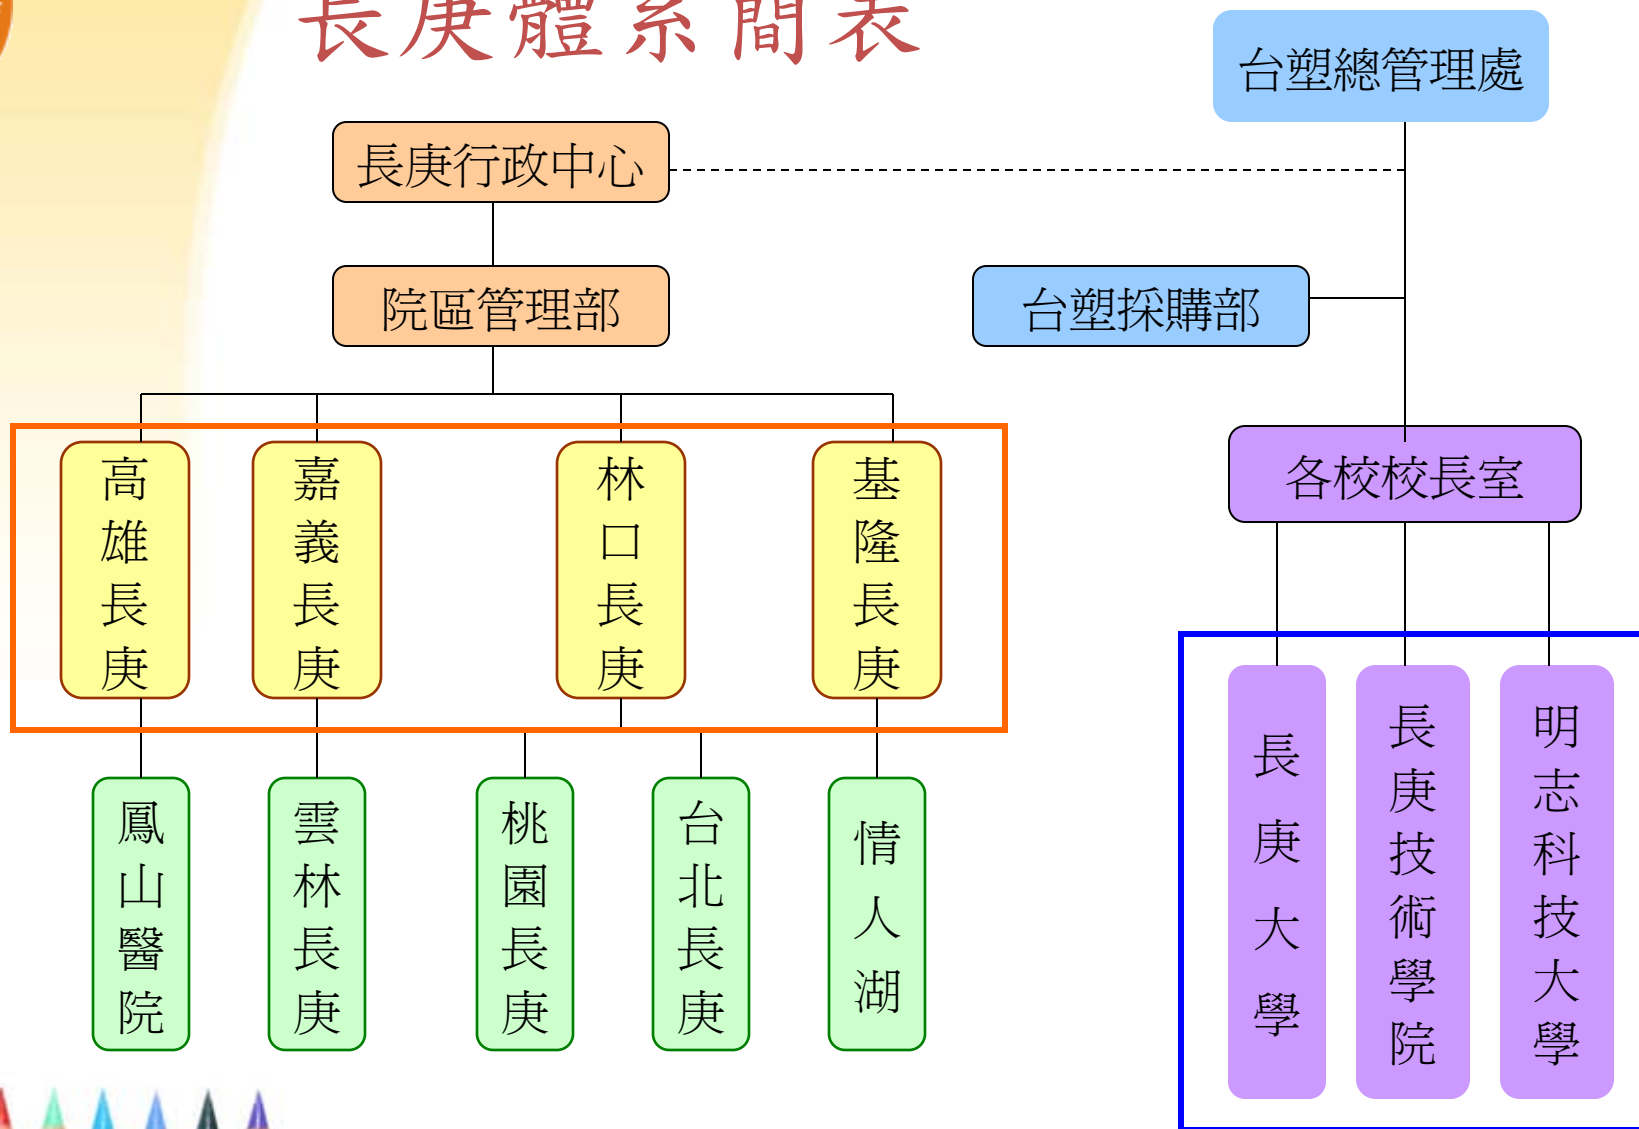 長庚體系簡表
台塑總管理處
長庚行政中心
院區管理部
台塑採購部
各校校長室
高雄長庚
嘉義長庚
林口長庚
基隆長庚
鳳山醫院
雲林長庚
桃園長庚
台北長庚
情人湖
長庚大學
長庚技術學院
明志科技大學